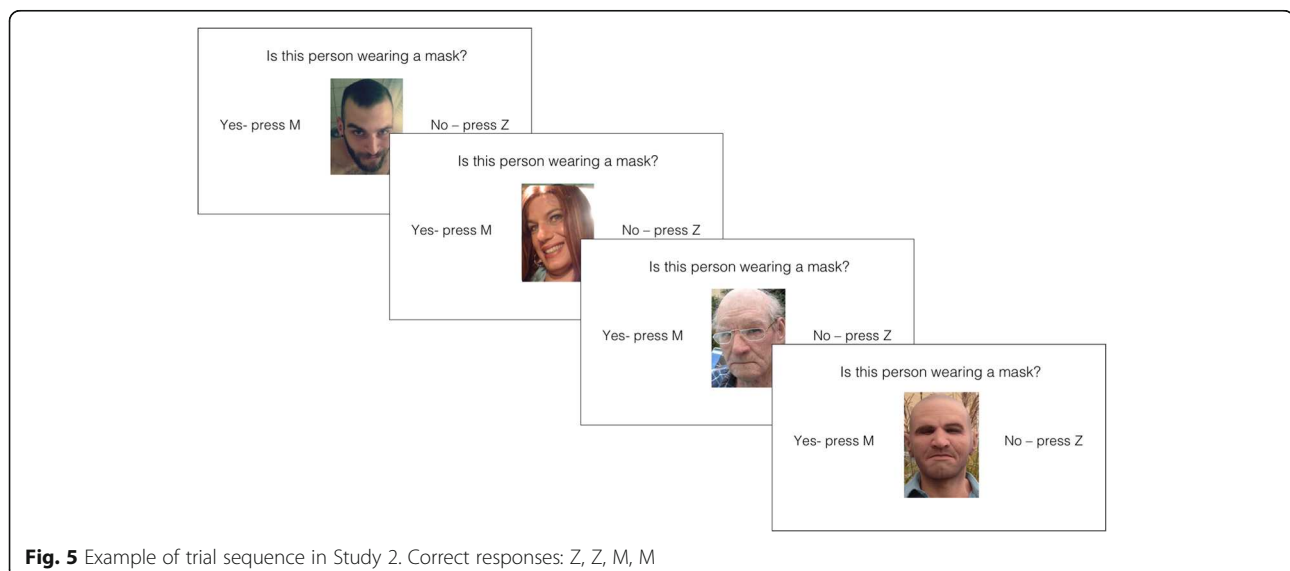 Is this person wearing a mask?
Yes- press M
No – press Z
Is this person wearing a mask?
Yes- press M
No – press Z
Is this person wearing a mask?
Yes- press M
No – press Z
Is this person wearing a mask?
Yes- press M
No – press Z
Fig. 5 Example of trial sequence in Study 2. Correct responses: Z, Z, M, M